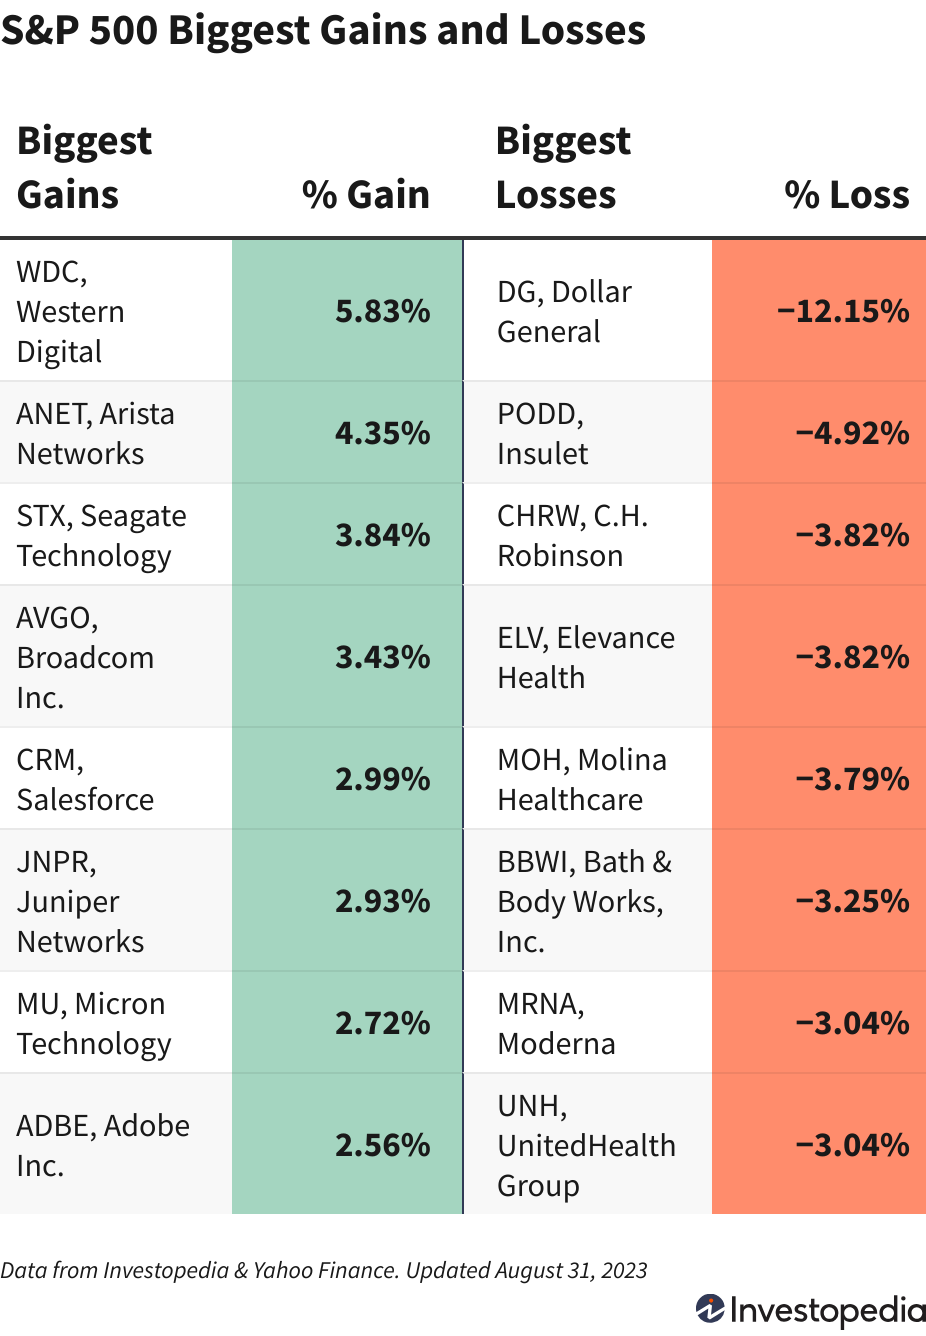 S&P 500 Biggest Gains and Losses
Biggest
Gains
% Gain
Biggest
Losses
% Loss
WDC,
Western
Digital
5.83%
DG, Dollar
General
−12.15%
ANET, Arista
Networks
4.35%
PODD,
Insulet
−4.92%
STX, Seagate
Technology
3.84%
CHRW, C.H.
Robinson
−3.82%
AVGO,
Broadcom
Inc.
3.43%
ELV, Elevance
Health
−3.82%
CRM,
Salesforce
2.99%
MOH, Molina
Healthcare
−3.79%
JNPR,
Juniper
Networks
2.93%
BBWI, Bath &
Body Works,
Inc.
−3.25%
MU, Micron
Technology
2.72%
MRNA,
Moderna
−3.04%
ADBE, Adobe
Inc.
2.56%
UNH,
UnitedHealth
Group
−3.04%
Data from Investopedia & Yahoo Finance. Updated August 31, 2023
Investopedia